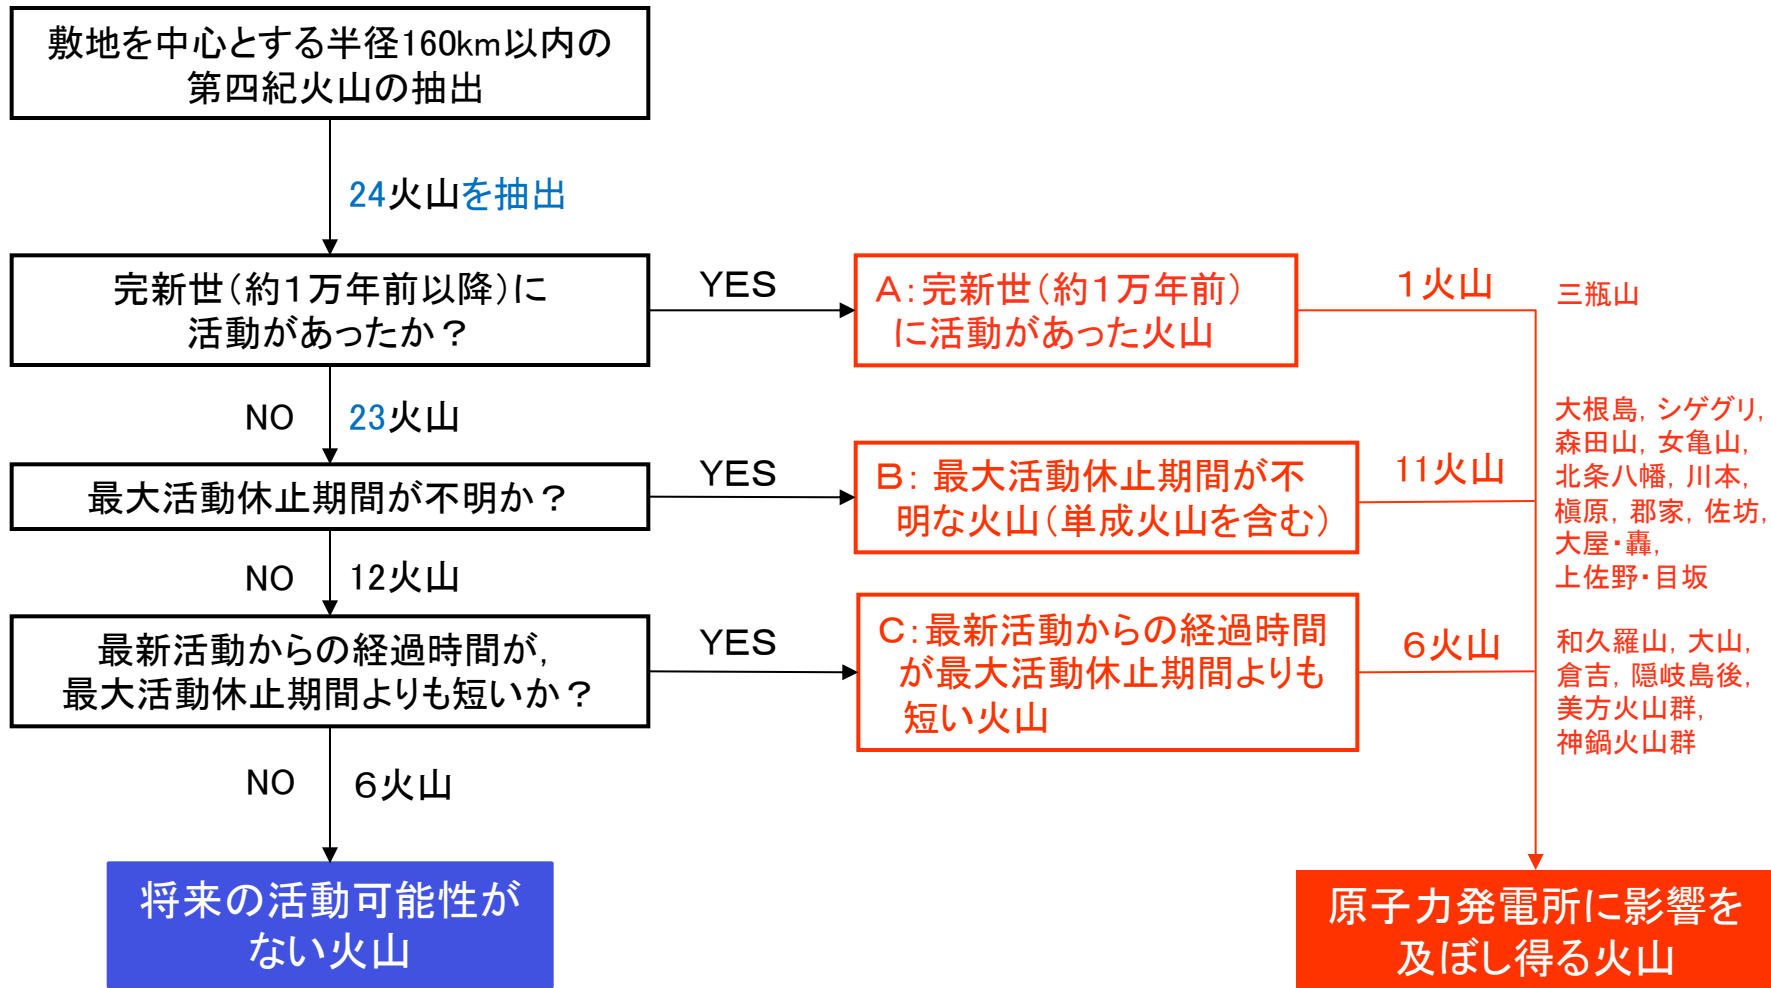 敷地を中心とする半径160km以内の
第四紀火山の抽出
24火山を抽出
完新世（約１万年前以降）に
活動があったか？
YES
A：完新世（約１万年前）
に活動があった火山
１火山
三瓶山
NO
23火山
最大活動休止期間が不明か？
YES
B：最大活動休止期間が不
明な火山（単成火山を含む）
11火山
大根島，シゲグリ，
森田山，女亀山，
北条八幡，川本，
槇原，郡家，佐坊，
大屋・轟，
上佐野・目坂
NO
12火山
最新活動からの経過時間が，
最大活動休止期間よりも短いか？
YES
C：最新活動からの経過時間
が最大活動休止期間よりも
短い火山
６火山
和久羅山，大山，
倉吉，隠岐島後，
美方火山群，
神鍋火山群
NO
６火山
将来の活動可能性が
ない火山
原子力発電所に影響を
及ぼし得る火山